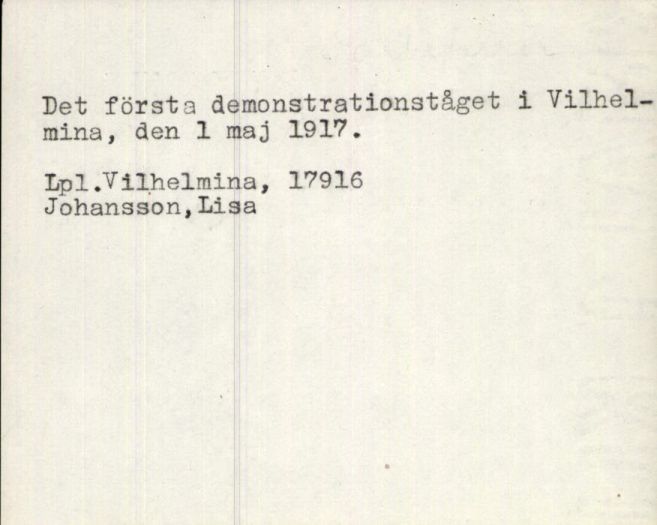 Det första demonstrationståget i Vilhel-
mina, den 1 maj 1917.
Lpl.Vilhelmina, 17916
Johansson,Lisa